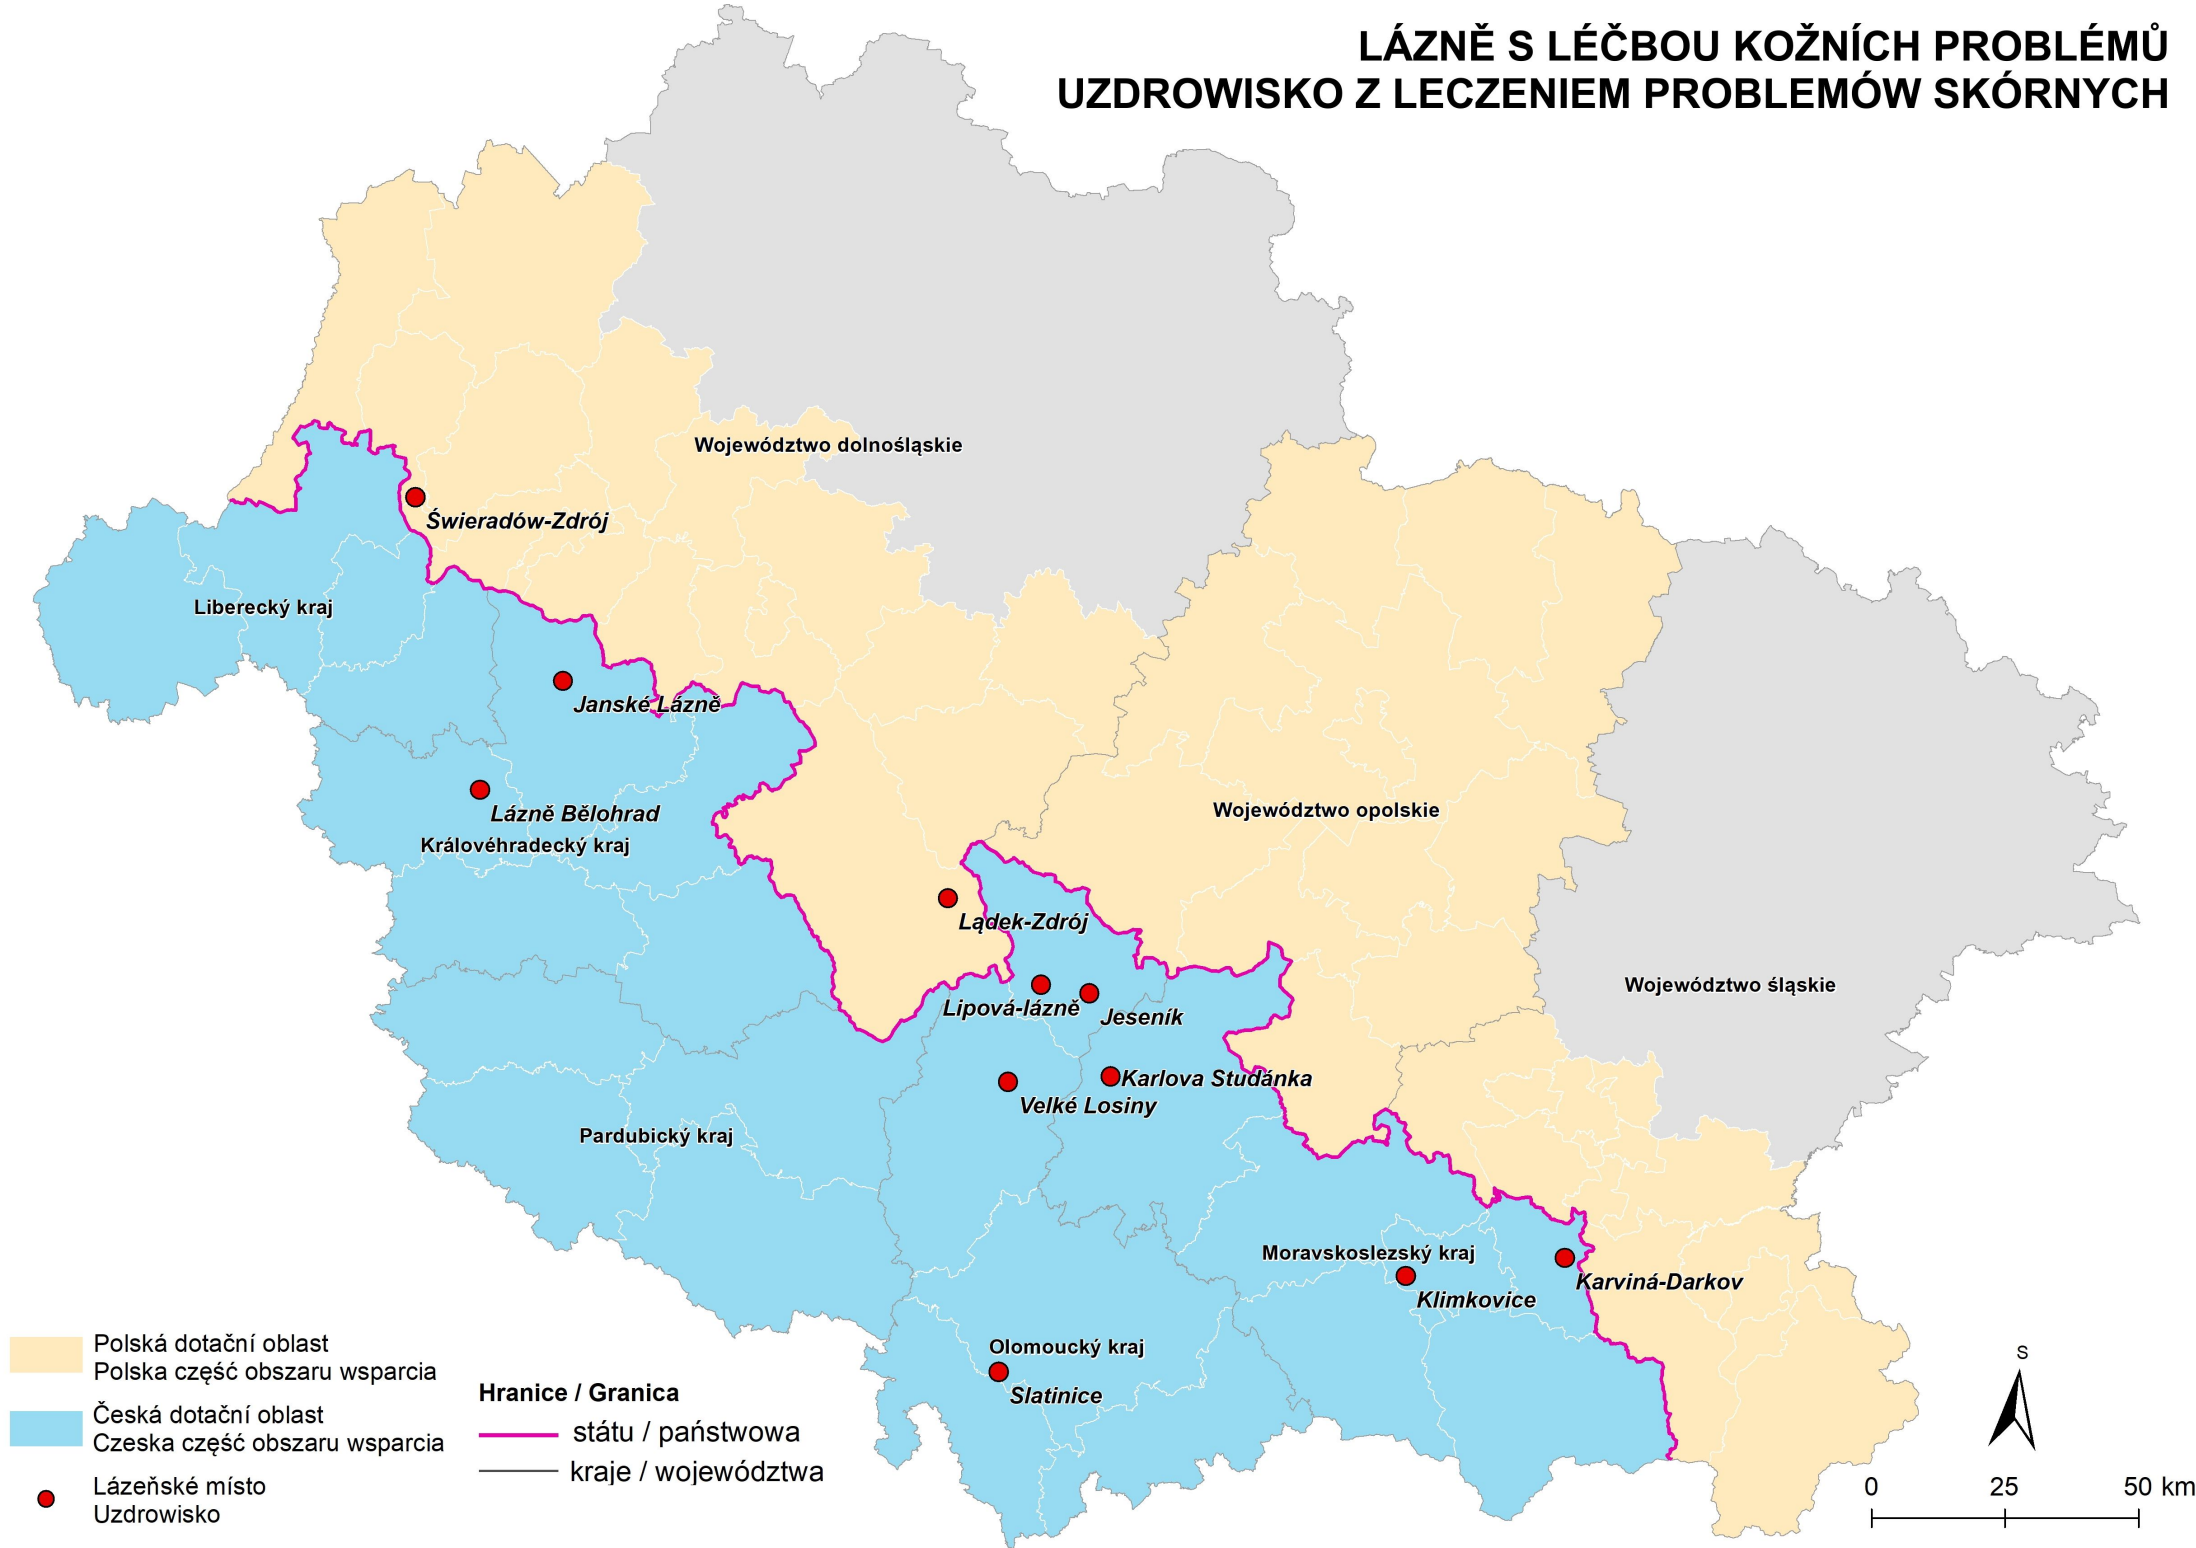 LÁZNĚ S LÉČBOU KOŽNÍCH PROBLÉMŮ
UZDROWISKO Z LECZENIEM PROBLEMÓW SKÓRNYCH
Województwo dolnośląskie
Świeradów-Zdrój
Liberecký kraj
Janské Lázně
Lázně Bělohrad
Královéhradecký kraj
Województwo opolskie
Lądek-Zdrój
Województwo śląskie
Lipová-lázně
Jeseník
Karlova Studánka
Velké Losiny
Pardubický kraj
Moravskoslezský kraj
Karviná-Darkov
Klimkovice
Olomoucký kraj
Slatinice
Polská dotační oblast
Polska część obszaru wsparcia
Česká dotační oblast
Czeska część obszaru wsparcia
Lázeňské místo
Uzdrowisko
Hranice / Granica
státu / państwowa
kraje / województwa
S
0 25 50 km